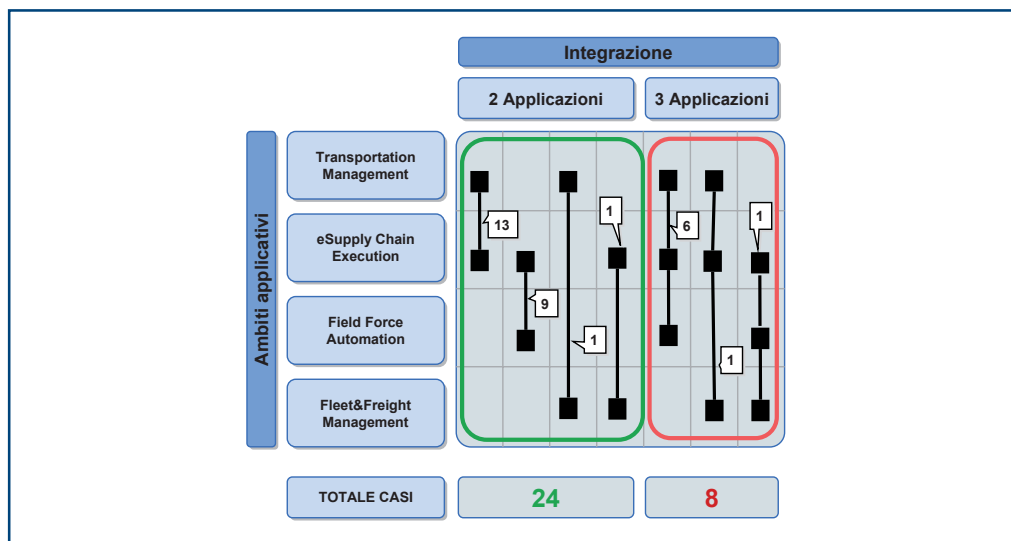 Integrazione
2 Applicazioni
3 Applicazioni
Ambiti applicativi
Transportation
Management
eSupply Chain
Execution
Field Force
Automation
Fleet&Freight
Management
13
9
1
1
6
1
1
TOTALE CASI
24
8